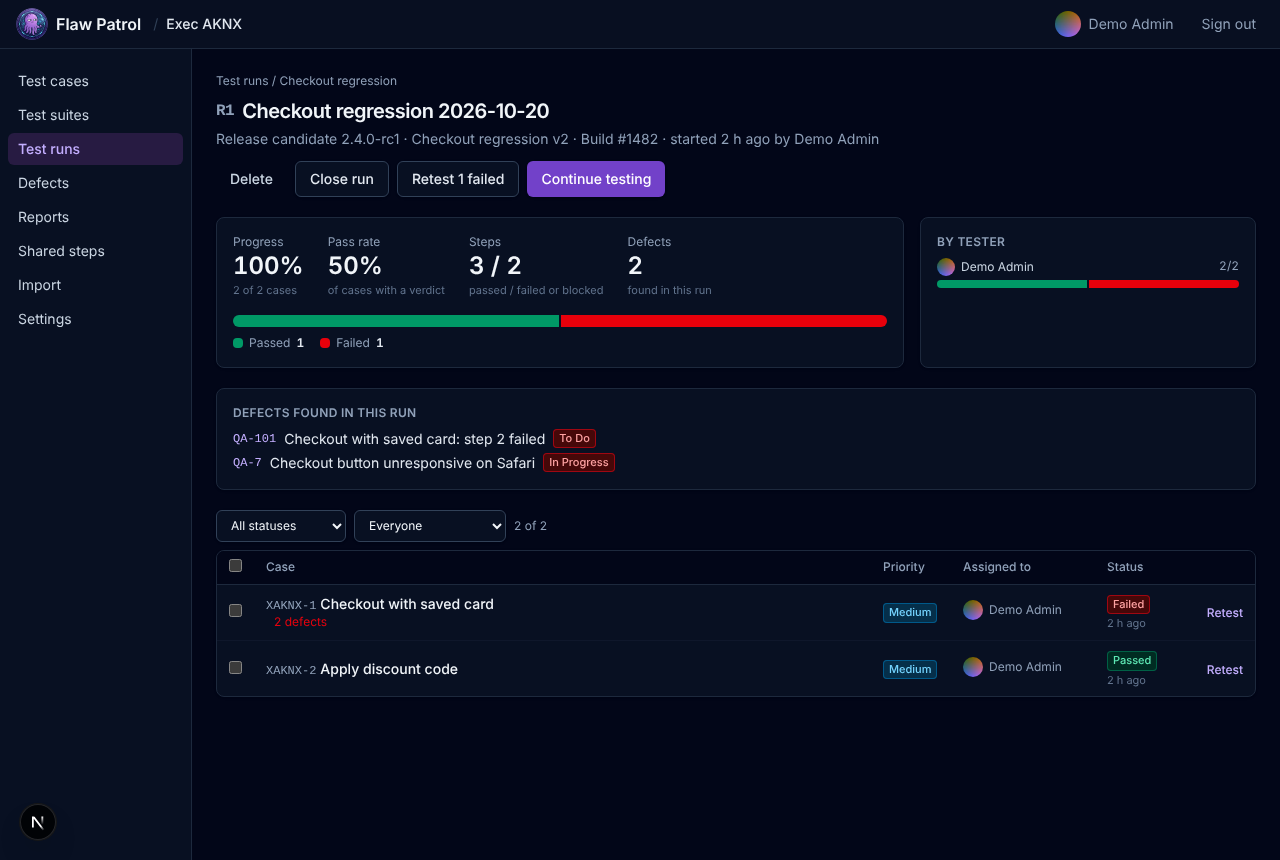 Flaw Patrol / Exec AKNX
Demo Admin
Sign out
Test cases
Test suites
Test runs
Defects
Reports
Shared steps
Import
Settings
Test runs / Checkout regression
R1 Checkout regression 2026-10-20
Release candidate 2.4.0-rc1 · Checkout regression v2 · Build #1482 · started 2 h ago by Demo Admin
Delete
Close run
Retest 1 failed
Continue testing
Progress
100%
2 of 2 cases
Pass rate
50%
of cases with a verdict
Steps
3 / 2
passed / failed or blocked
Defects
2
found in this run
Passed 1
Failed 1
BY TESTER
Demo Admin 2/2
DEFECTS FOUND IN THIS RUN
QA-101 Checkout with saved card: step 2 failed To Do
QA-7 Checkout button unresponsive on Safari In Progress
All statuses
Everyone
2 of 2
Case Priority Assigned to Status
XAKNX-1 Checkout with saved card
2 defects
Medium
Demo Admin
Failed
2 h ago
Retest
XAKNX-2 Apply discount code
Medium
Demo Admin
Passed
2 h ago
Retest
N